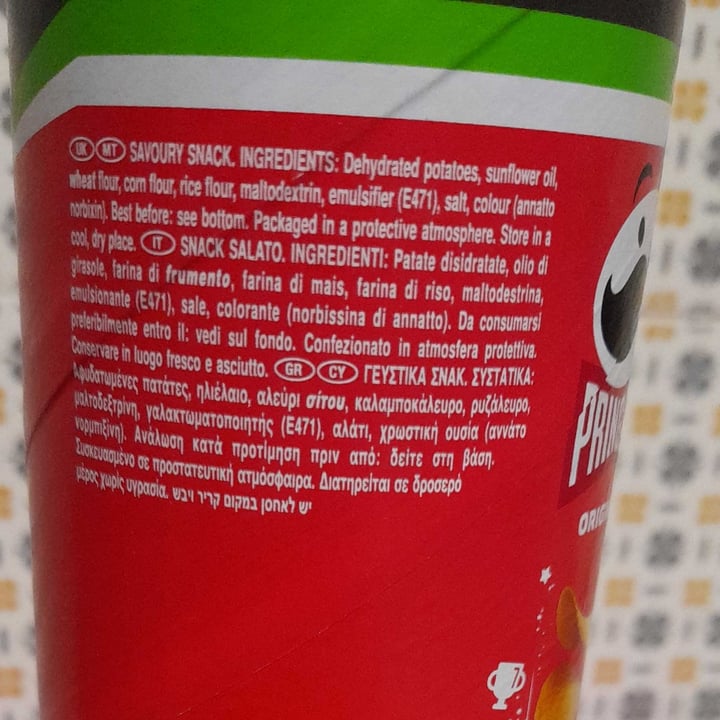 UK MT SAVOURY SNACK. INGREDIENTS: Dehydrated potatoes, sunflower oil,
wheat flour, corn flour, rice flour, maltodextrin, emulsifier (E471), salt, colour (annatto
norbixin). Best before: see bottom. Packaged in a protective atmosphere. Store in a
cool, dry place. IT SNACK SALATO. INGREDIENTI: Patate disidratate, olio di
girasole, farina di frumento, farina di mais, farina di riso, maltodestrina,
emulsionante (E471), sale, colorante (norbissina di annatto). Da consumarsi
preferibilmente entro il: vedi sul fondo. Confezionato in atmosfera protettiva.
Conservare in luogo fresco e asciutto. GR CY ΓΕΥΣΤΙΚΑ ΣΝΑΚ. ΣΥΣΤΑΤΙΚΑ:
Αφυδατωμένες πατάτες, ηλιέλαιο, αλεύρι σίτου, καλαμποκάλευρο, ρυζάλευρο,
μαλτοδεξτρίνη, γαλακτωματοποιητής (E471), αλάτι, χρωστική ουσία (αννάτο
νορμπιξίνη). Ανάλωση κατά προτίμηση πριν από: δείτε στη βάση.
Συσκευασμένο σε προστατευτική ατμόσφαιρα. Διατηρείται σε δροσερό
μέρος χωρίς υγρασία. יש לאחסן במקום קריר ויבש
7